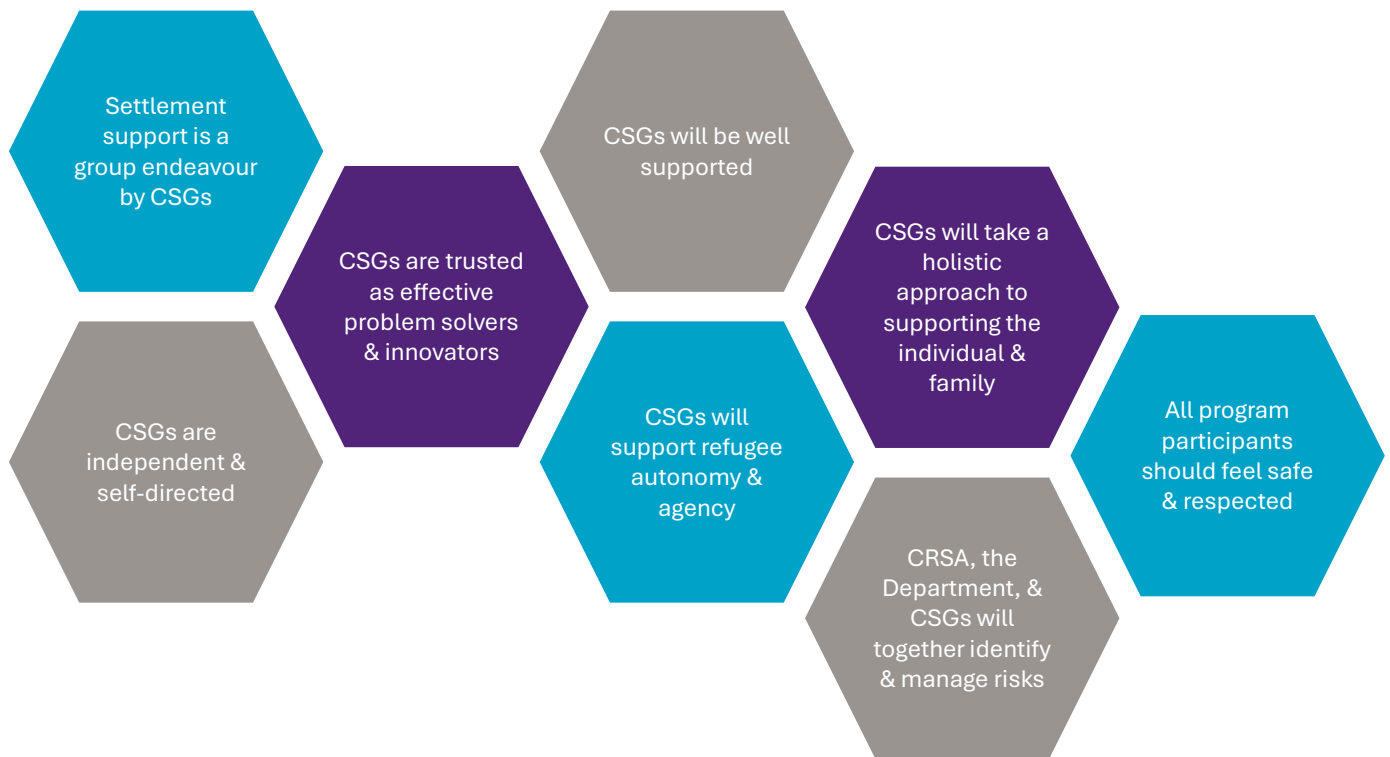 Settlement
support is a
group endeavour
by CSGs
CSGs are
independent &
self-directed
CSGs are trusted
as effective
problem solvers
& innovators
CSGs will be well
supported
CSGs will
support refugee
autonomy &
agency
CSGs will take a
holistic
approach to
supporting the
individual &
family
CRSA, the
Department, &
CSGs will
together identify
& manage risks
All program
participants
should feel safe
& respected